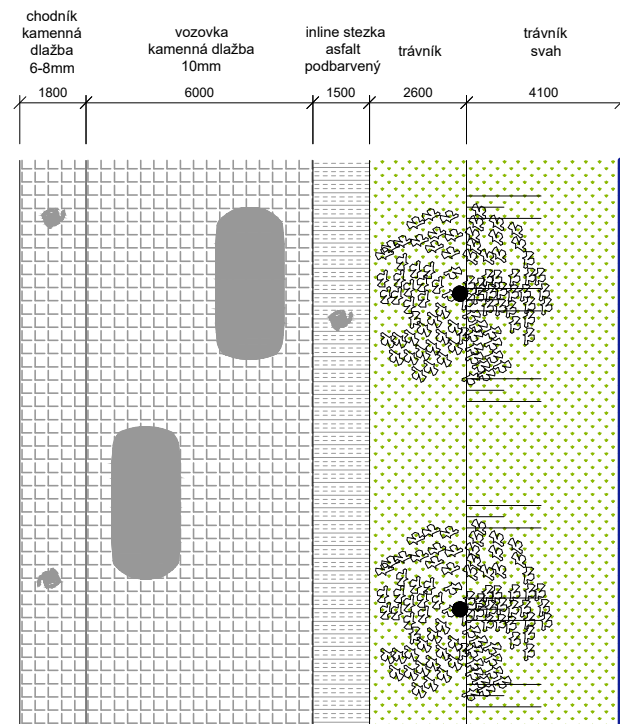 chodník
kamenná
dlažba
6-8mm
vozovka
kamenná dlažba
10mm
inline stezka
asfalt
podbarvený
trávník
trávník
svah
1800
6000
1500
2600
4100